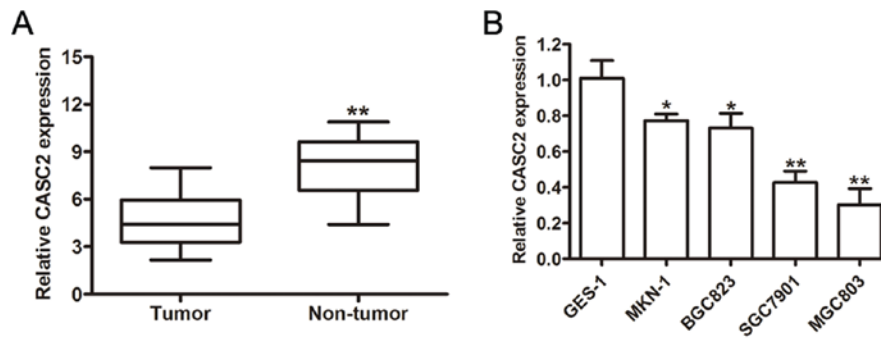 A
Relative CASC2 expression
15
12
9
6
3
0
**
Tumor
Non-tumor
B
Relative CASC2 expression
1.2
1.0
0.8
0.6
0.4
0.2
0.0
*
*
**
**
GES-1
MKN-1
BGC823
SGC7901
MGC803